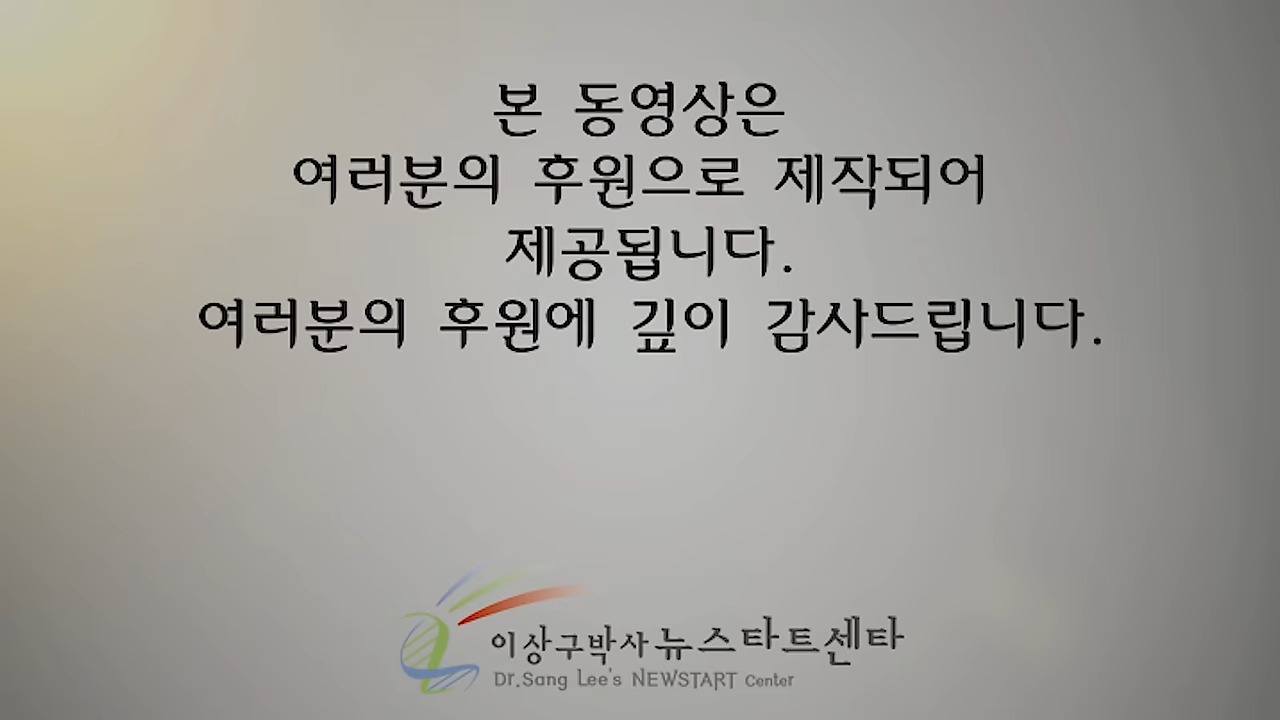 본 동영상은
여러분의 후원으로 제작되어
제공됩니다.
여러분의 후원에 깊이 감사드립니다.
이상구박사 뉴스타트센타
Dr.Sang Lee's NEWSTART Center